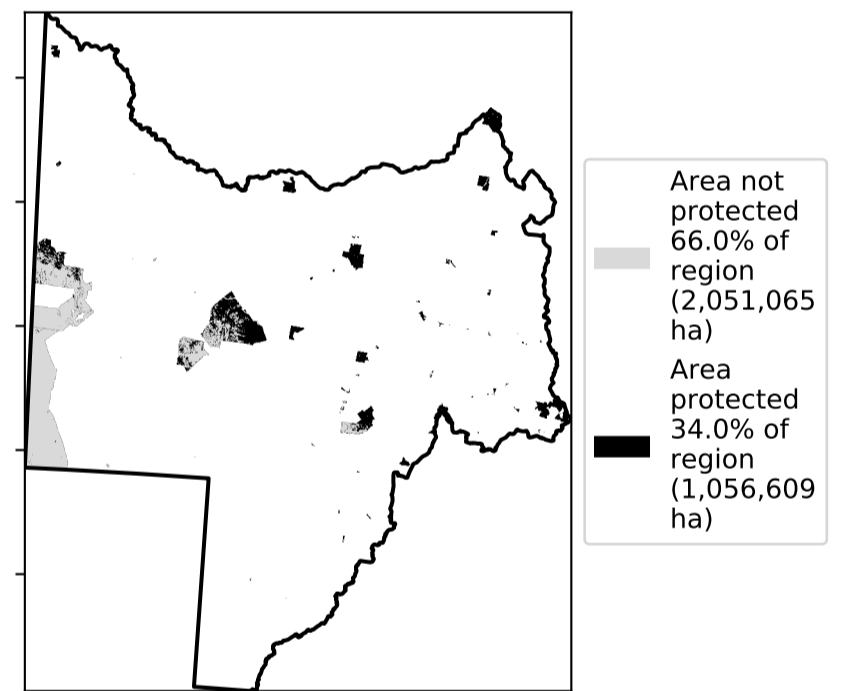 Area not
protected
66.0% of
region
(2,051,065
ha)
Area
protected
34.0% of
region
(1,056,609
ha)